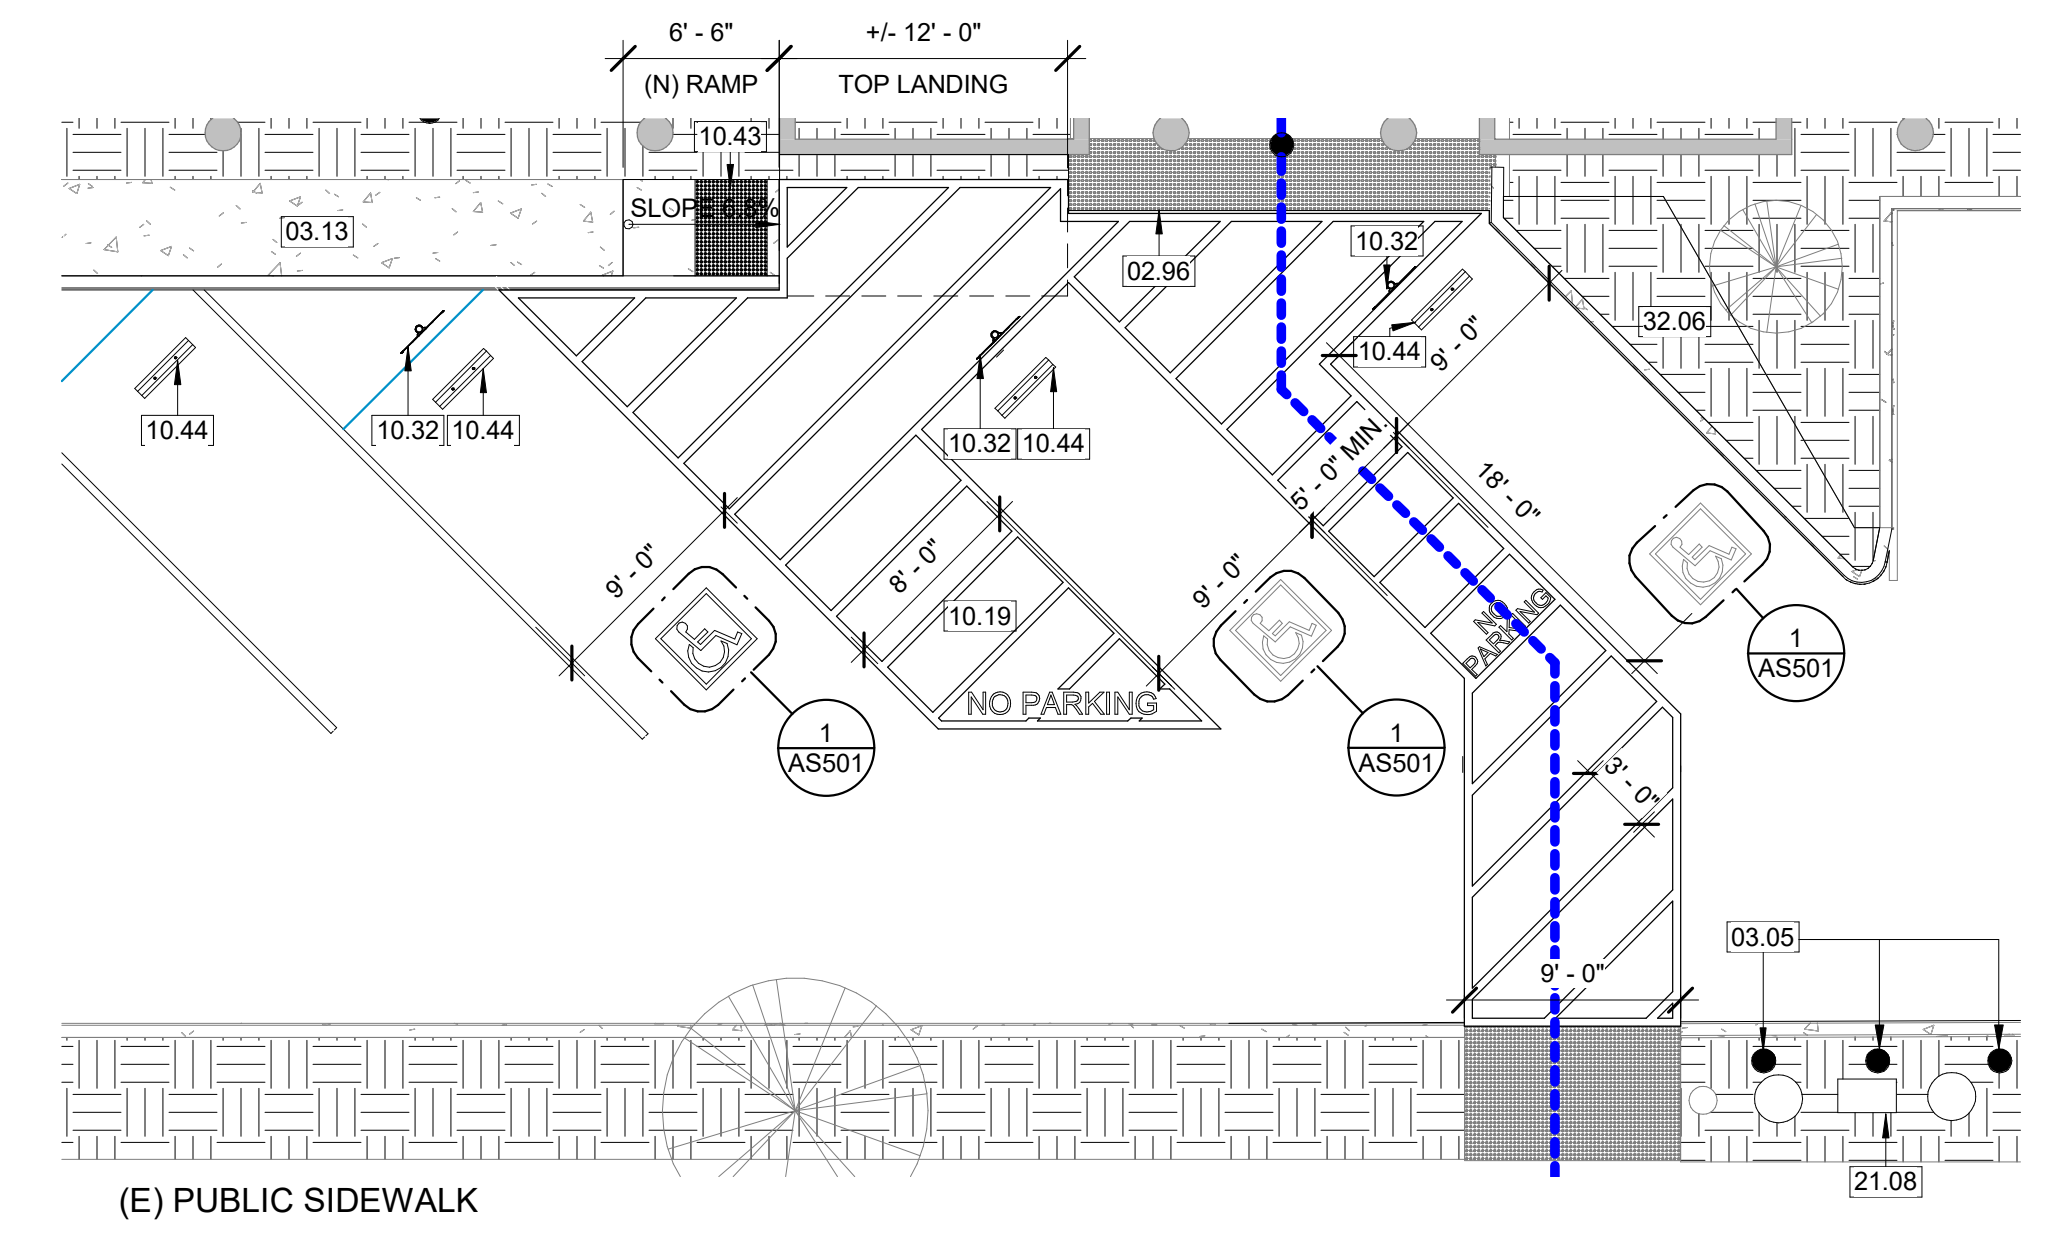 6' - 6"
+/- 12' - 0"
(N) RAMP
TOP LANDING
10.43
SLOPE 6.8%
03.13
02.96
10.32
32.06
10.44
9' - 0"
10.44
10.32
10.44
10.32
10.44
5' - 0" MIN.
18' - 0"
9' - 0"
8' - 0"
9' - 0"
10.19
NO
PARKING
1
AS501
NO PARKING
1
AS501
1
AS501
3' - 0"
03.05
9' - 0"
21.08
(E) PUBLIC SIDEWALK